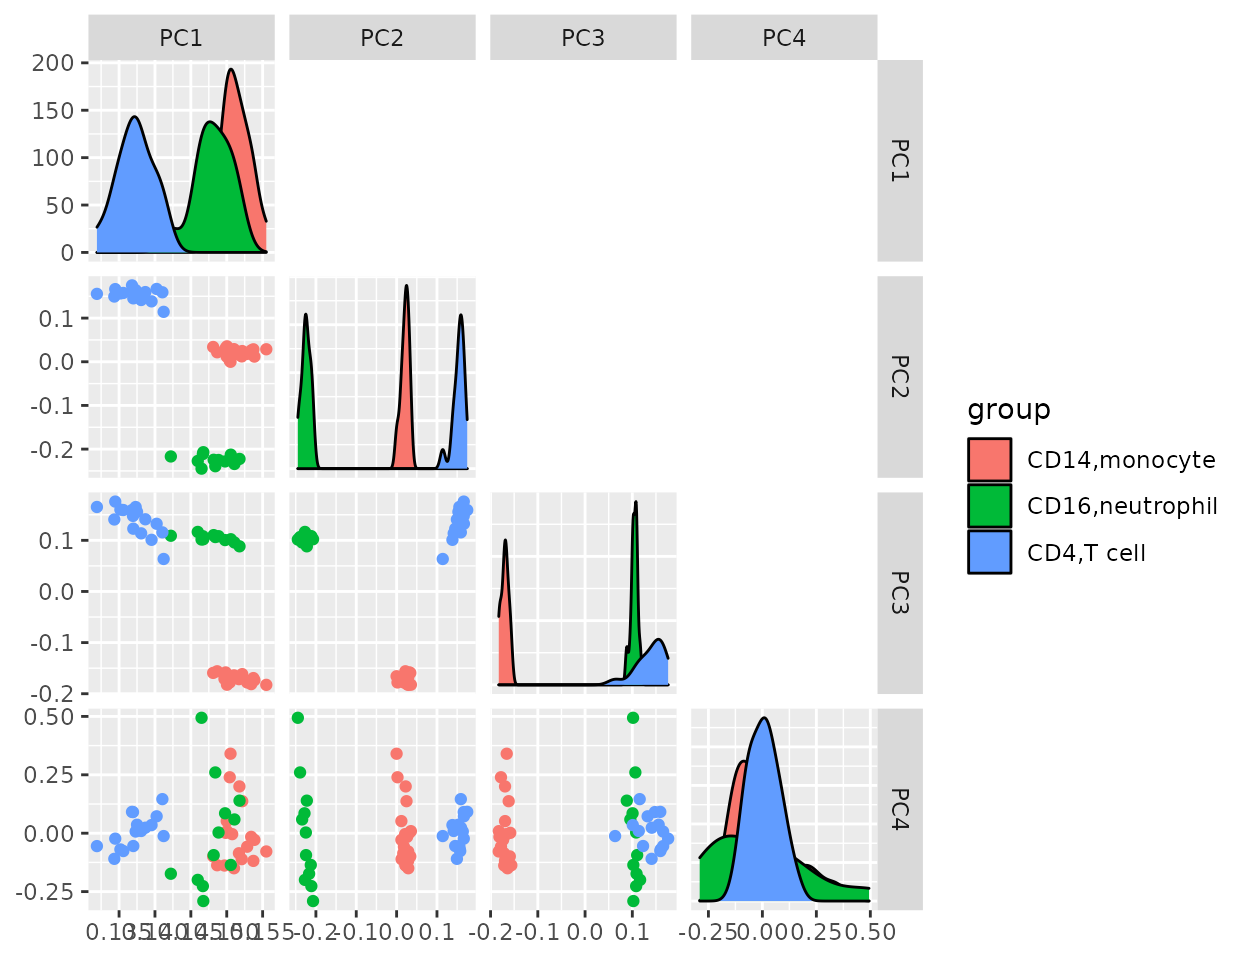 PC1 PC2 PC3 PC4
200
150
100
50
0
PC1
0.1
0.0
-0.1
-0.2
PC2
group
CD14,monocyte
CD16,neutrophil
CD4,T cell
0.1
0.0
-0.1
-0.2
PC3
0.50
0.25
0.00
-0.25
PC4
-0.2 -0.1 0.0 0.1 -0.2 -0.1 0.0 0.1 -0.25 0.00 0.25 0.50